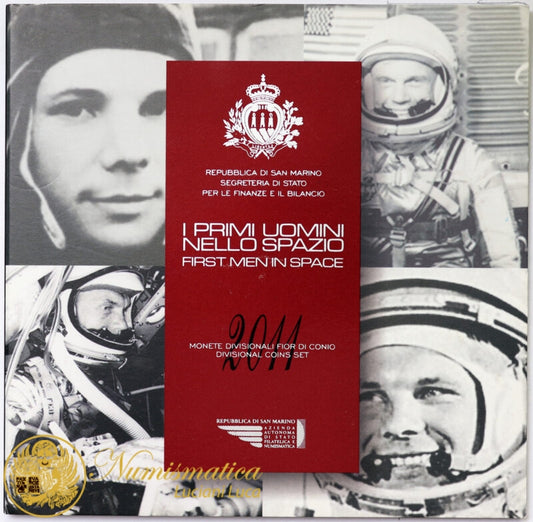 REPUBBLICA DI SAN MARINO
SEGRETERIA DI STATO
PER LE FINANZE E IL BILANCIO
I PRIMI UOMINI
NELLO SPAZIO
FIRST MEN IN SPACE
2011
MONETE DIVISIONALI FIOR DI CONIO
DIVISIONAL COINS SET
REPUBBLICA DI SAN MARINO
AZIENDA
AUTONOMA
DI STATO
FILATELICA E
NUMISMATICA
Numismatica
Luciani Luca